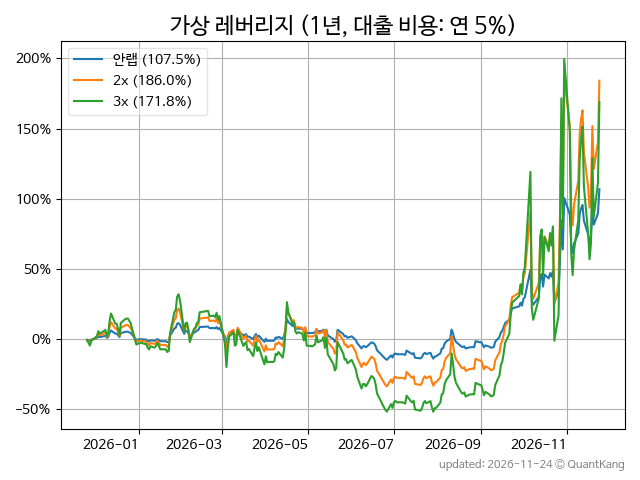 가상 레버리지 (1년, 대출 비용: 연 5%)
안랩 (107.5%)
2x (186.0%)
3x (171.8%)
200%
150%
100%
50%
0%
−50%
2026-01 2026-03 2026-05 2026-07 2026-09 2026-11
updated: 2026-11-24 © QuantKang